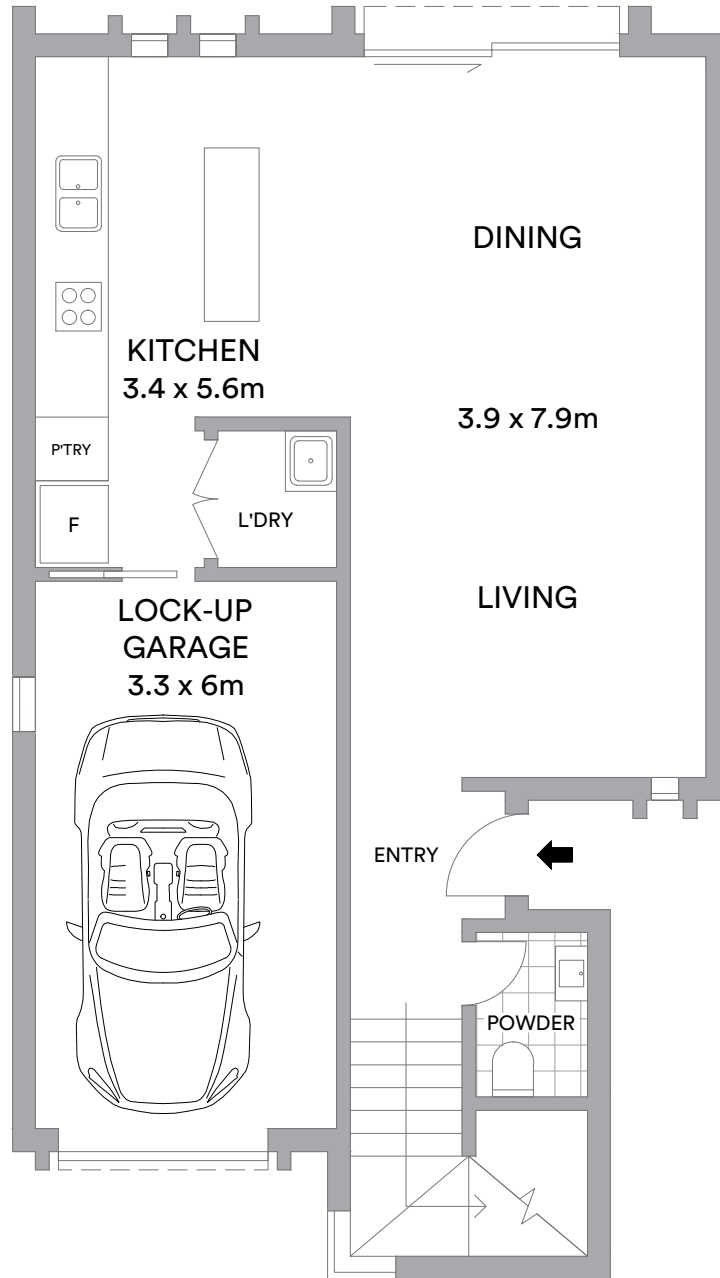 DINING
KITCHEN
3.4 x 5.6m
3.9 x 7.9m
P'TRY
L'DRY
F
LIVING
LOCK-UP
GARAGE
3.3 x 6m
ENTRY
POWDER